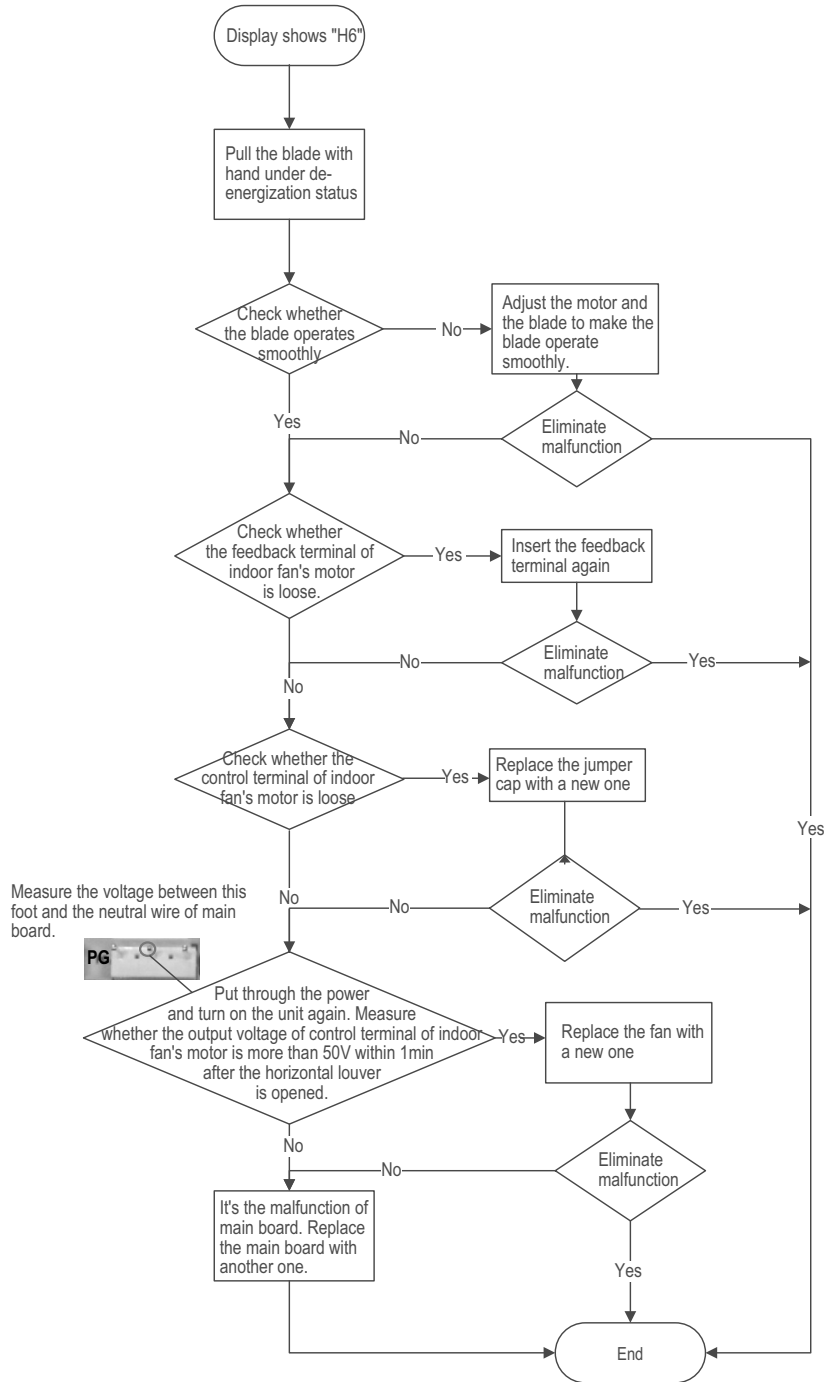 Display shows "H6"
Pull the blade with
hand under de-
energization status
Check whether
the blade operates
smoothly
No
Adjust the motor and
the blade to make the
blade operate
smoothly.
Yes
Eliminate
malfunction
No
Check whether
the feedback terminal of
indoor fan's motor
is loose.
Yes
Insert the feedback
terminal again
Eliminate
malfunction
No
Yes
No
Check whether the
control terminal of indoor
fan's motor is loose
Yes
Replace the jumper
cap with a new one
Yes
Eliminate
malfunction
No
Yes
No
Measure the voltage between this
foot and the neutral wire of main
board.
PG
Put through the power
and turn on the unit again. Measure
whether the output voltage of control terminal of indoor
fan's motor is more than 50V within 1min
after the horizontal louver
is opened.
Yes
Replace the fan with
a new one
No
Eliminate
malfunction
No
It's the malfunction of
main board. Replace
the main board with
another one.
Yes
End